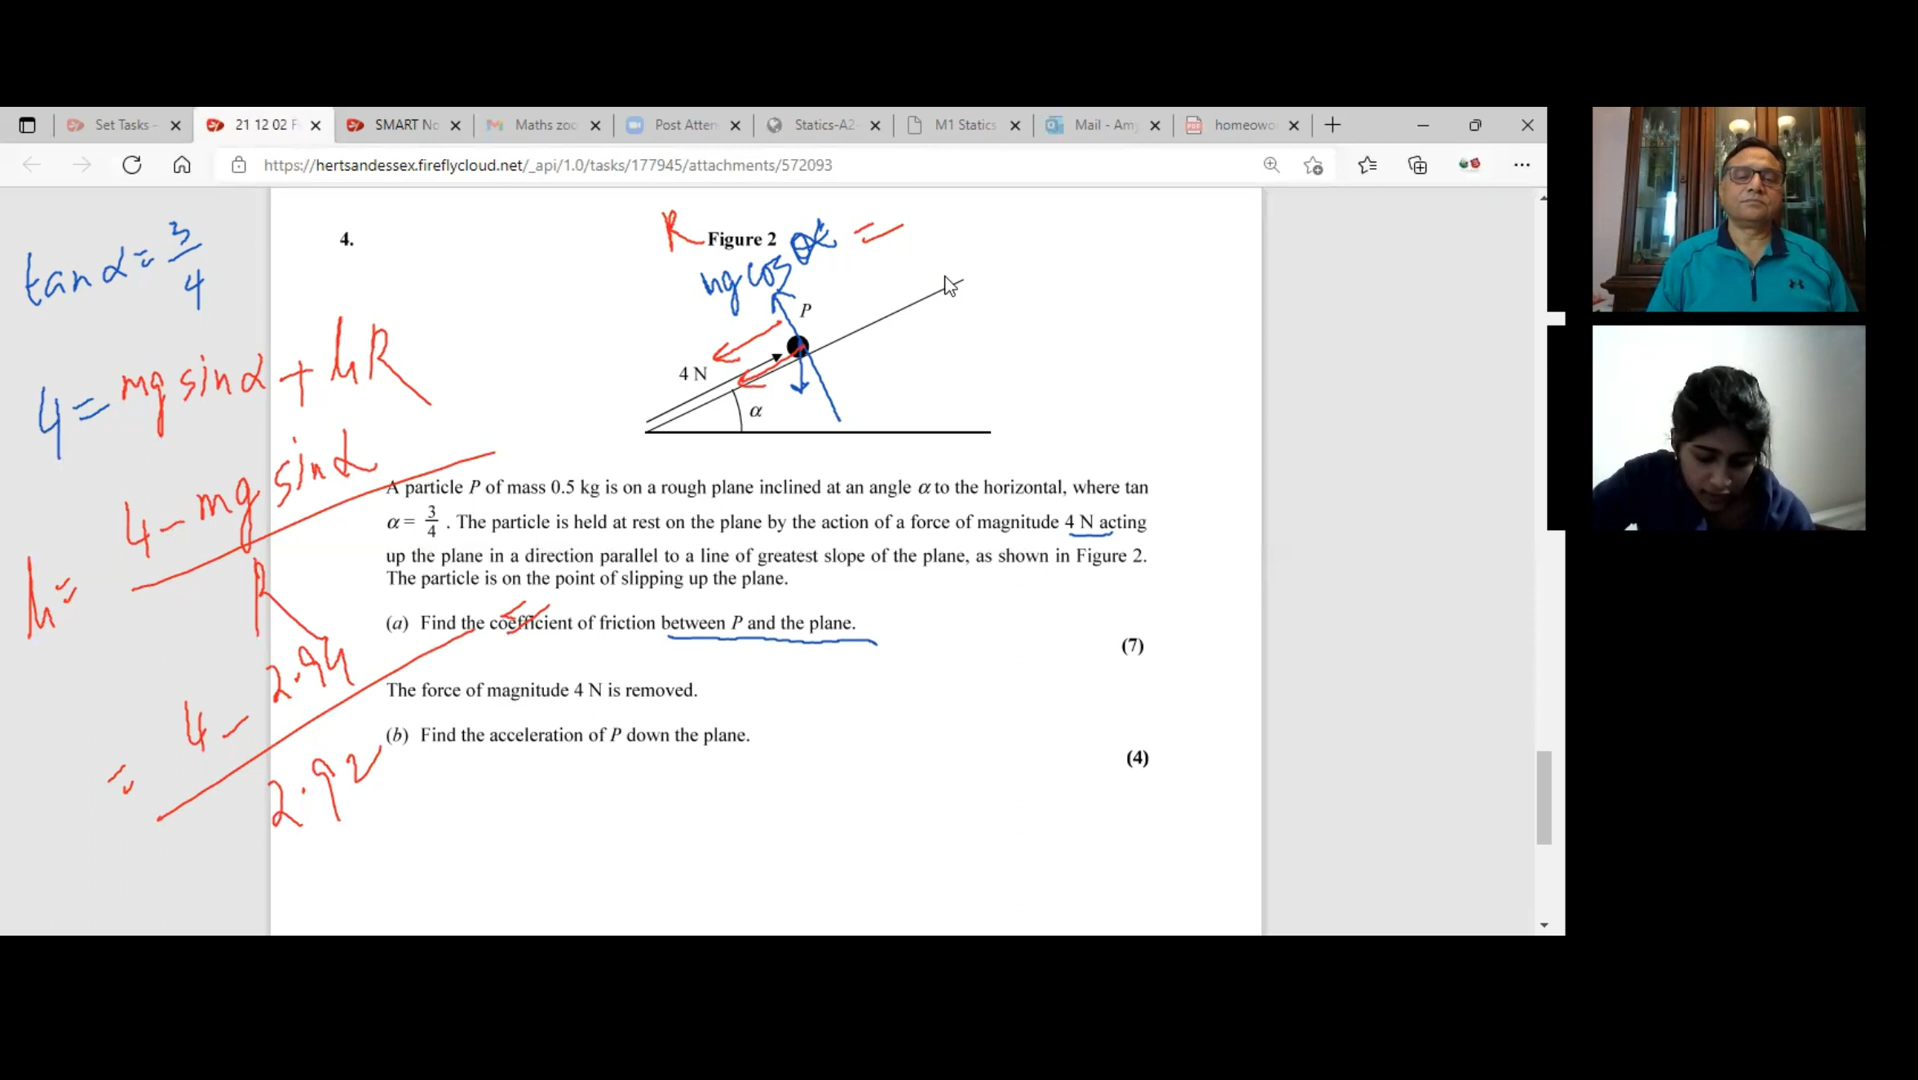 Set Tasks -
21 12 02 F
SMART No
Maths zoo
Post Atten
Statics-A2-
M1 Statics
Mail - Am
homeowo
https://hertsandessex.fireflycloud.net/_api/1.0/tasks/177945/attachments/572093
tan α = 3/4
4 = mg sin α + μR
μ = 4 - mg sin α / R
= 4 - 2.94 / 2.92
4.
R
Figure 2
mg cos α =
P
4 N
α
A particle P of mass 0.5 kg is on a rough plane inclined at an angle α to the horizontal, where tan
α = 3/4 . The particle is held at rest on the plane by the action of a force of magnitude 4 N acting
up the plane in a direction parallel to a line of greatest slope of the plane, as shown in Figure 2.
The particle is on the point of slipping up the plane.
(a) Find the coefficient of friction between P and the plane.
(7)
The force of magnitude 4 N is removed.
(b) Find the acceleration of P down the plane.
(4)